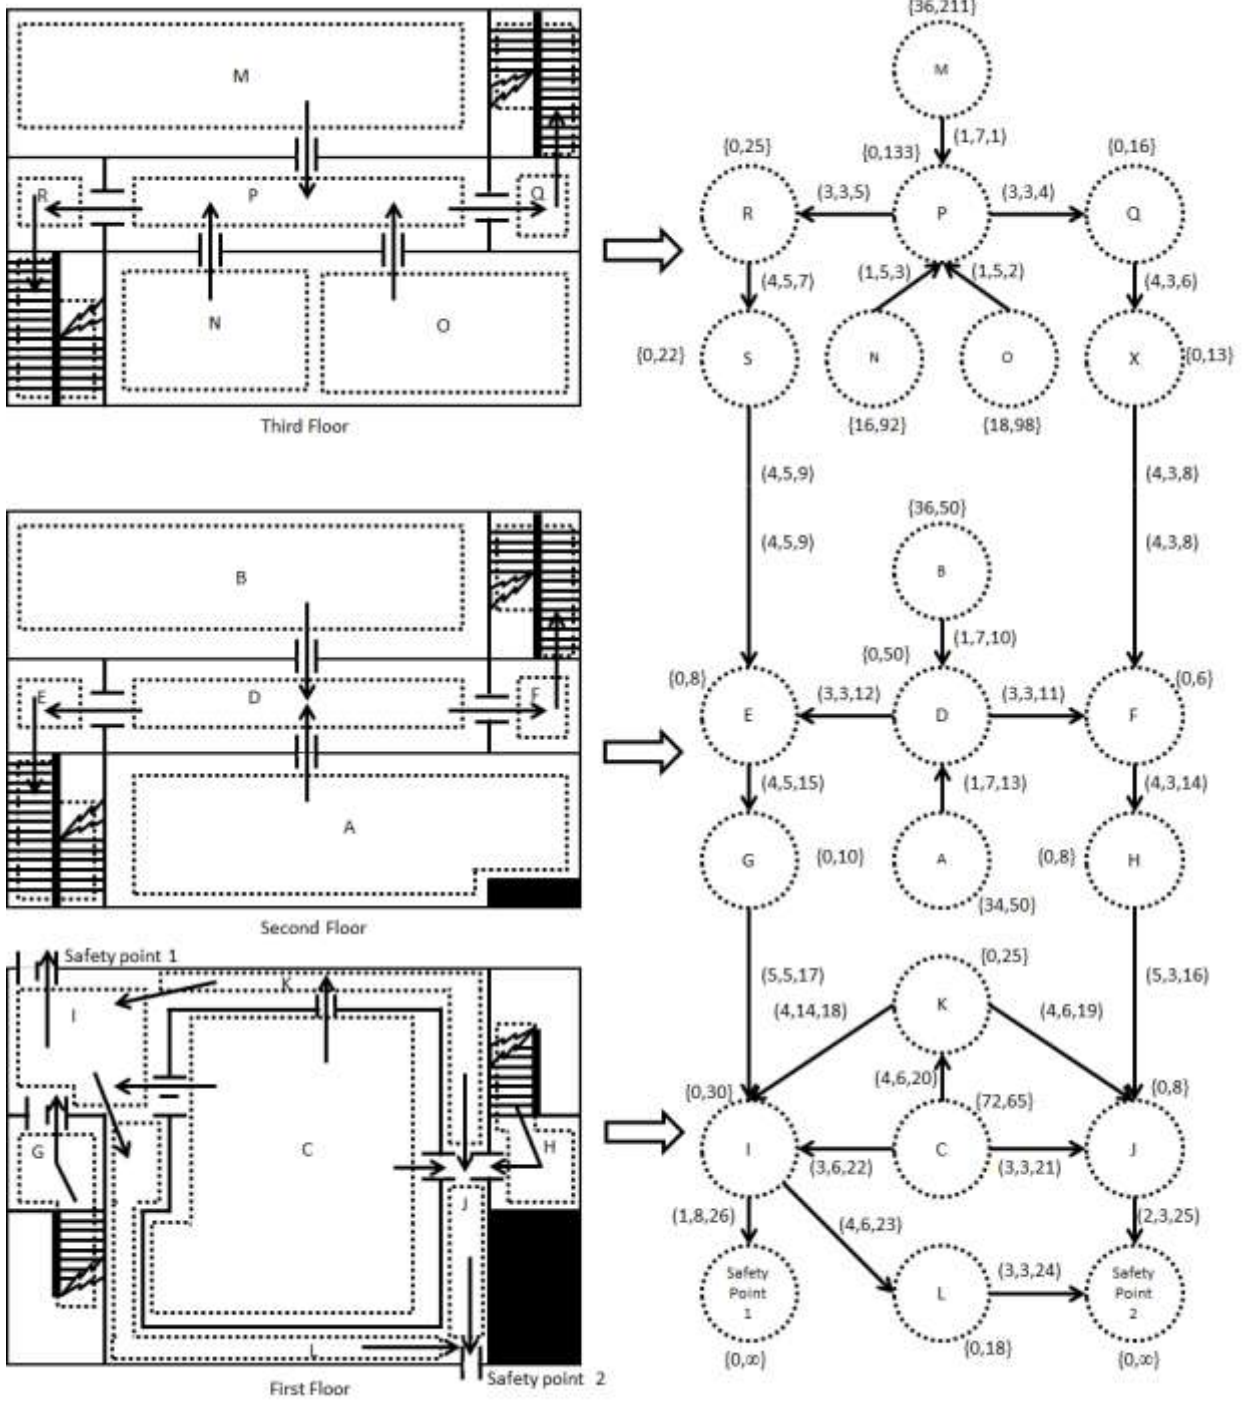 {36,211}
M
M
(1,7,1)
{0,25}
{0,133}
{0,16}
R
P
Q
(3,3,5)
(3,3,4)
R
P
Q
(1,5,3)
(1,5,2)
(4,5,7)
(4,3,6)
N
O
{0,22}
S
N
O
X
{0,13}
{16,92}
{18,98}
Third Floor
(4,5,9)
(4,3,8)
{36,50}
(4,5,9)
(4,3,8)
B
B
(1,7,10)
{0,8}
{0,50}
{0,6}
E
D
F
(3,3,12)
(3,3,11)
E
D
F
(4,5,15)
(1,7,13)
(4,3,14)
A
G
{0,10}
A
{0,8}
H
{34,50}
Second Floor
Safety point 1
{0,25}
K
I
(5,5,17)
K
(5,3,16)
(4,14,18)
(4,6,19)
{0,30}
(4,6,20)
{72,65}
{0,8}
G
C
H
I
C
J
(3,6,22)
(3,3,21)
J
(1,8,26)
(4,6,23)
(2,3,25)
Safety
Point
1
L
(3,3,24)
Safety
Point
2
L
{0,∞}
{0,18}
{0,∞}
Safety point 2
First Floor